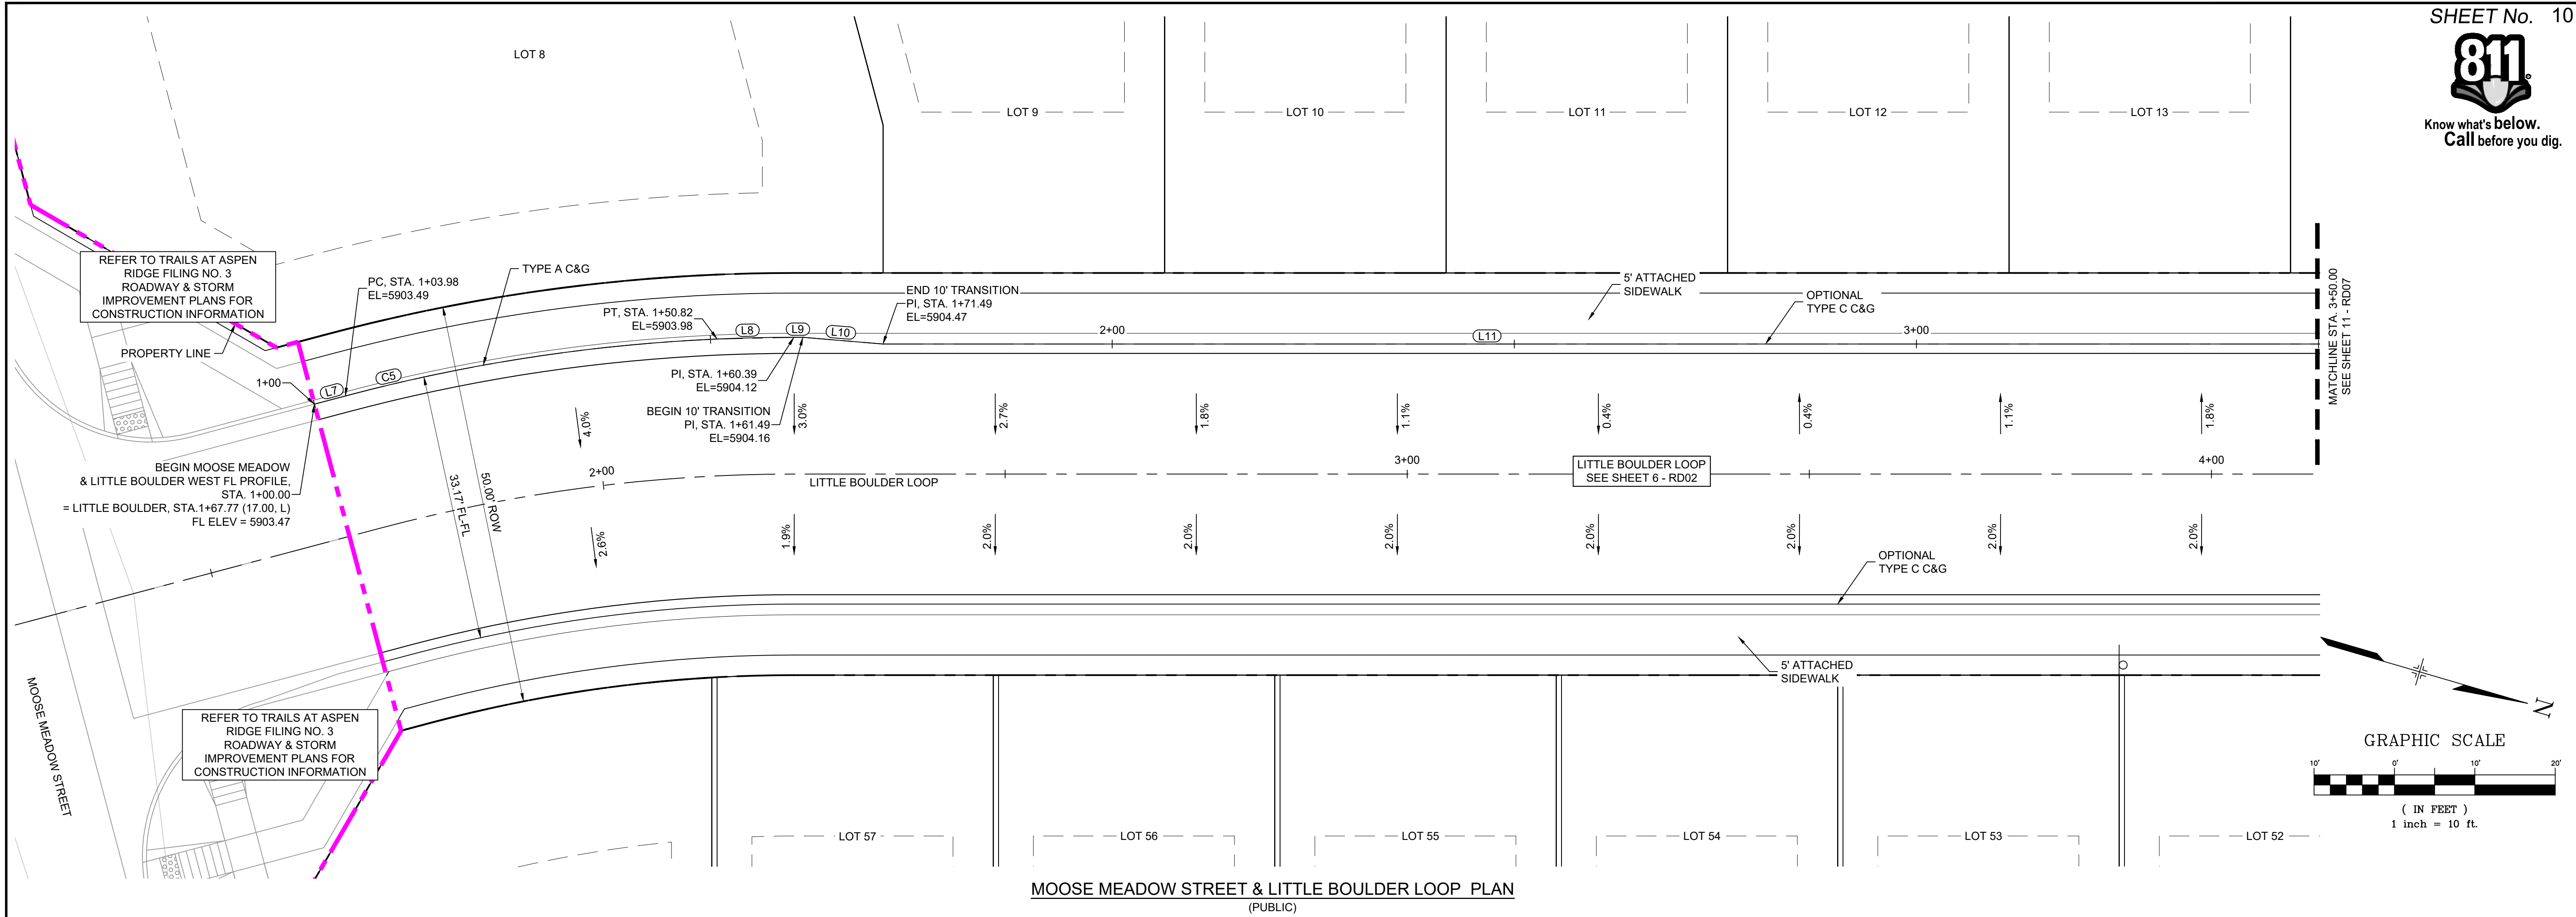 SHEET No. 10
811
Know what's below.
Call before you dig.
LOT 8
LOT 9
LOT 10
LOT 11
LOT 12
LOT 13
REFER TO TRAILS AT ASPEN
RIDGE FILING NO. 3
ROADWAY & STORM
IMPROVEMENT PLANS FOR
CONSTRUCTION INFORMATION
PROPERTY LINE
PC, STA. 1+03.98
EL=5903.49
TYPE A C&G
PT, STA. 1+50.82
EL=5903.98
END 10' TRANSITION
PI, STA. 1+71.49
EL=5904.47
5' ATTACHED
SIDEWALK
OPTIONAL
TYPE C C&G
MATCHLINE STA. 3+50.00
SEE SHEET 11 - RD07
1+00
L7
C5
L8
L9
L10
2+00
L11
3+00
PI, STA. 1+60.39
EL=5904.12
BEGIN 10' TRANSITION
PI, STA. 1+61.49
EL=5904.16
4.0%
3.0%
2.7%
1.8%
1.1%
0.4%
0.4%
1.1%
1.8%
BEGIN MOOSE MEADOW
& LITTLE BOULDER WEST FL PROFILE,
STA. 1+00.00
= LITTLE BOULDER, STA.1+67.77 (17.00, L)
FL ELEV = 5903.47
33.17' FL-FL
50.00' ROW
2+00
LITTLE BOULDER LOOP
3+00
LITTLE BOULDER LOOP
SEE SHEET 6 - RD02
4+00
2.6%
1.9%
2.0%
2.0%
2.0%
2.0%
2.0%
2.0%
2.0%
OPTIONAL
TYPE C C&G
5' ATTACHED
SIDEWALK
MOOSE MEADOW STREET
REFER TO TRAILS AT ASPEN
RIDGE FILING NO. 3
ROADWAY & STORM
IMPROVEMENT PLANS FOR
CONSTRUCTION INFORMATION
N
GRAPHIC SCALE
10'
0'
10'
20'
( IN FEET )
1 inch = 10 ft.
LOT 57
LOT 56
LOT 55
LOT 54
LOT 53
LOT 52
MOOSE MEADOW STREET & LITTLE BOULDER LOOP PLAN
(PUBLIC)